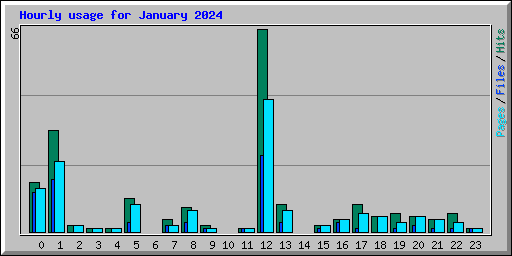 Hourly usage for January 2024
66
Pages/Files/Hits
0 1 2 3 4 5 6 7 8 9 10 11 12 13 14 15 16 17 18 19 20 21 22 23